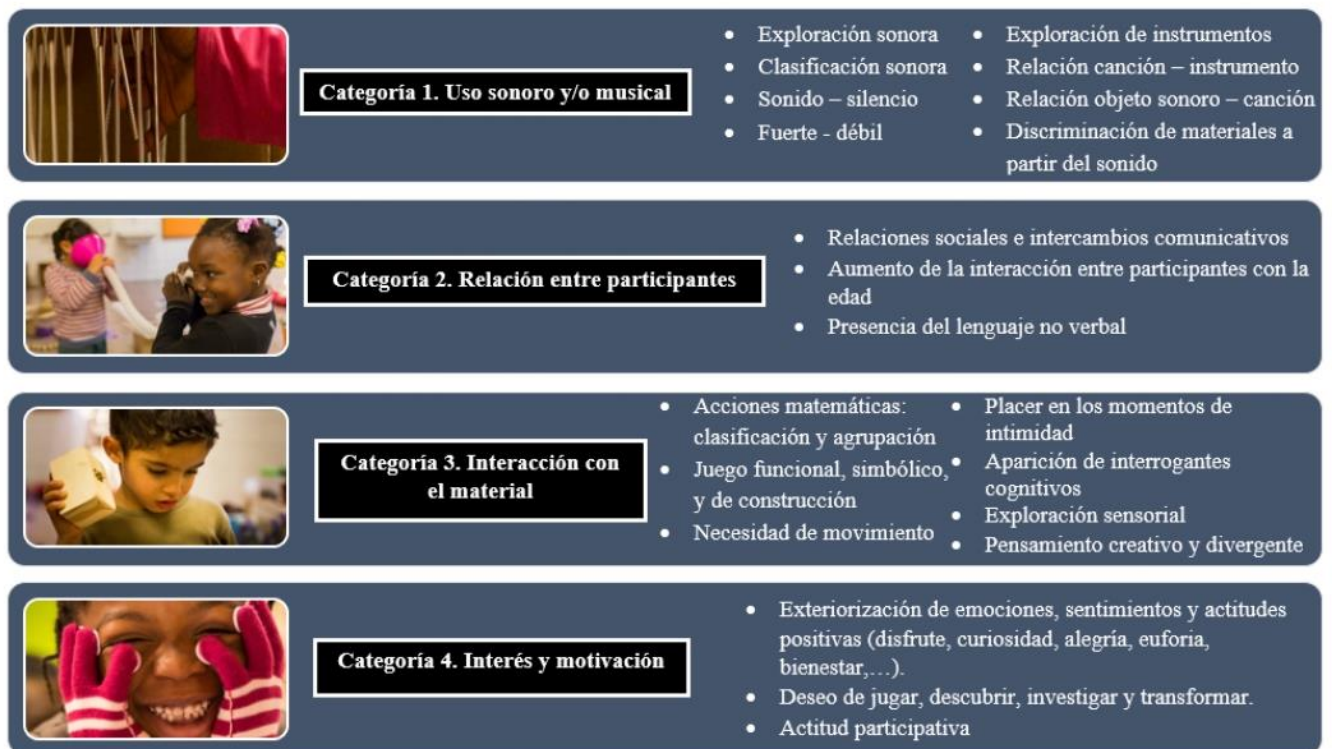 Categoría 1. Uso sonoro y/o musical
• Exploración sonora
• Clasificación sonora
• Sonido – silencio
• Fuerte - débil
• Exploración de instrumentos
• Relación canción – instrumento
• Relación objeto sonoro – canción
• Discriminación de materiales a
partir del sonido
Categoría 2. Relación entre participantes
• Relaciones sociales e intercambios comunicativos
• Aumento de la interacción entre participantes con la
edad
• Presencia del lenguaje no verbal
Categoría 3. Interacción con
el material
• Acciones matemáticas:
clasificación y agrupación
• Juego funcional, simbólico,
y de construcción
• Necesidad de movimiento
• Placer en los momentos de
intimidad
• Aparición de interrogantes
cognitivos
• Exploración sensorial
• Pensamiento creativo y divergente
Categoría 4. Interés y motivación
• Exteriorización de emociones, sentimientos y actitudes
positivas (disfrute, curiosidad, alegría, euforia,
bienestar,…).
• Deseo de jugar, descubrir, investigar y transformar.
• Actitud participativa